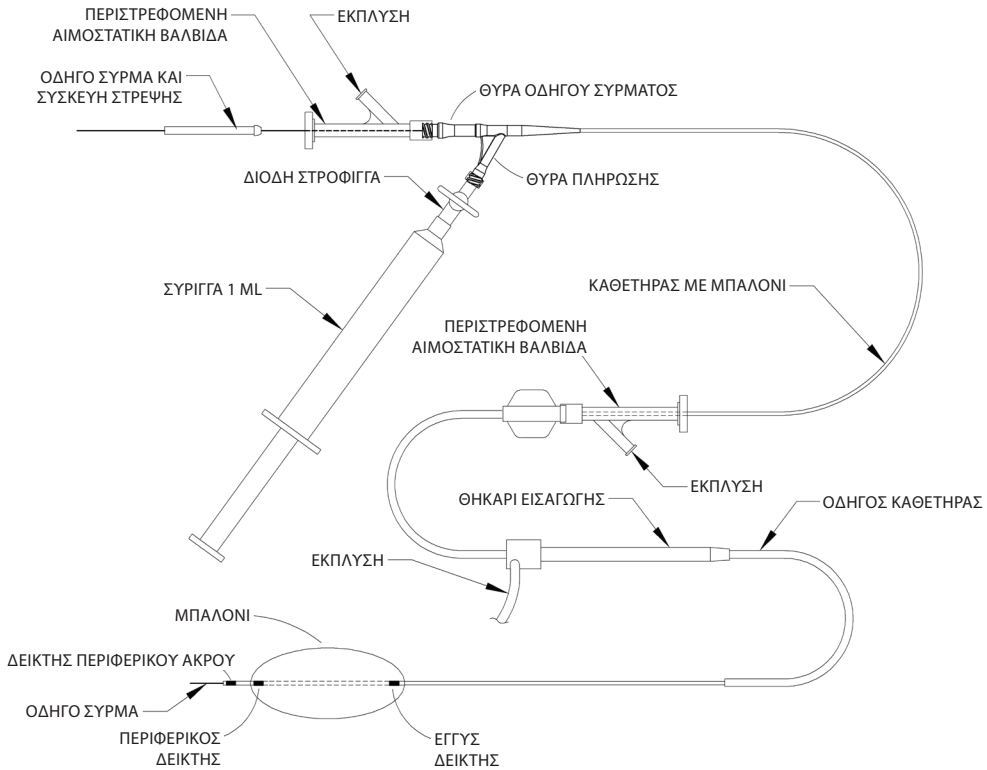 ΠΕΡΙΣΤΡΕΦΟΜΕΝΗ
ΑΙΜΟΣΤΑΤΙΚΗ ΒΑΛΒΙΔΑ
ΕΚΠΛΥΣΗ
ΟΔΗΓΟ ΣΥΡΜΑ ΚΑΙ
ΣΥΣΚΕΥΗ ΣΤΡΕΨΗΣ
ΘΥΡΑ ΟΔΗΓΟΥ ΣΥΡΜΑΤΟΣ
ΔΙΟΔΗ ΣΤΡΟΦΙΓΓΑ
ΘΥΡΑ ΠΛΗΡΩΣΗΣ
ΣΥΡΙΓΓΑ 1 ML
ΚΑΘΕΤΗΡΑΣ ΜΕ ΜΠΑΛΟΝΙ
ΠΕΡΙΣΤΡΕΦΟΜΕΝΗ
ΑΙΜΟΣΤΑΤΙΚΗ ΒΑΛΒΙΔΑ
ΕΚΠΛΥΣΗ
ΘΗΚΑΡΙ ΕΙΣΑΓΩΓΗΣ
ΟΔΗΓΟΣ ΚΑΘΕΤΗΡΑΣ
ΕΚΠΛΥΣΗ
ΜΠΑΛΟΝΙ
ΔΕΙΚΤΗΣ ΠΕΡΙΦΕΡΙΚΟΥ ΑΚΡΟΥ
ΟΔΗΓΟ ΣΥΡΜΑ
ΠΕΡΙΦΕΡΙΚΟΣ
ΔΕΙΚΤΗΣ
ΕΓΓΥΣ
ΔΕΙΚΤΗΣ